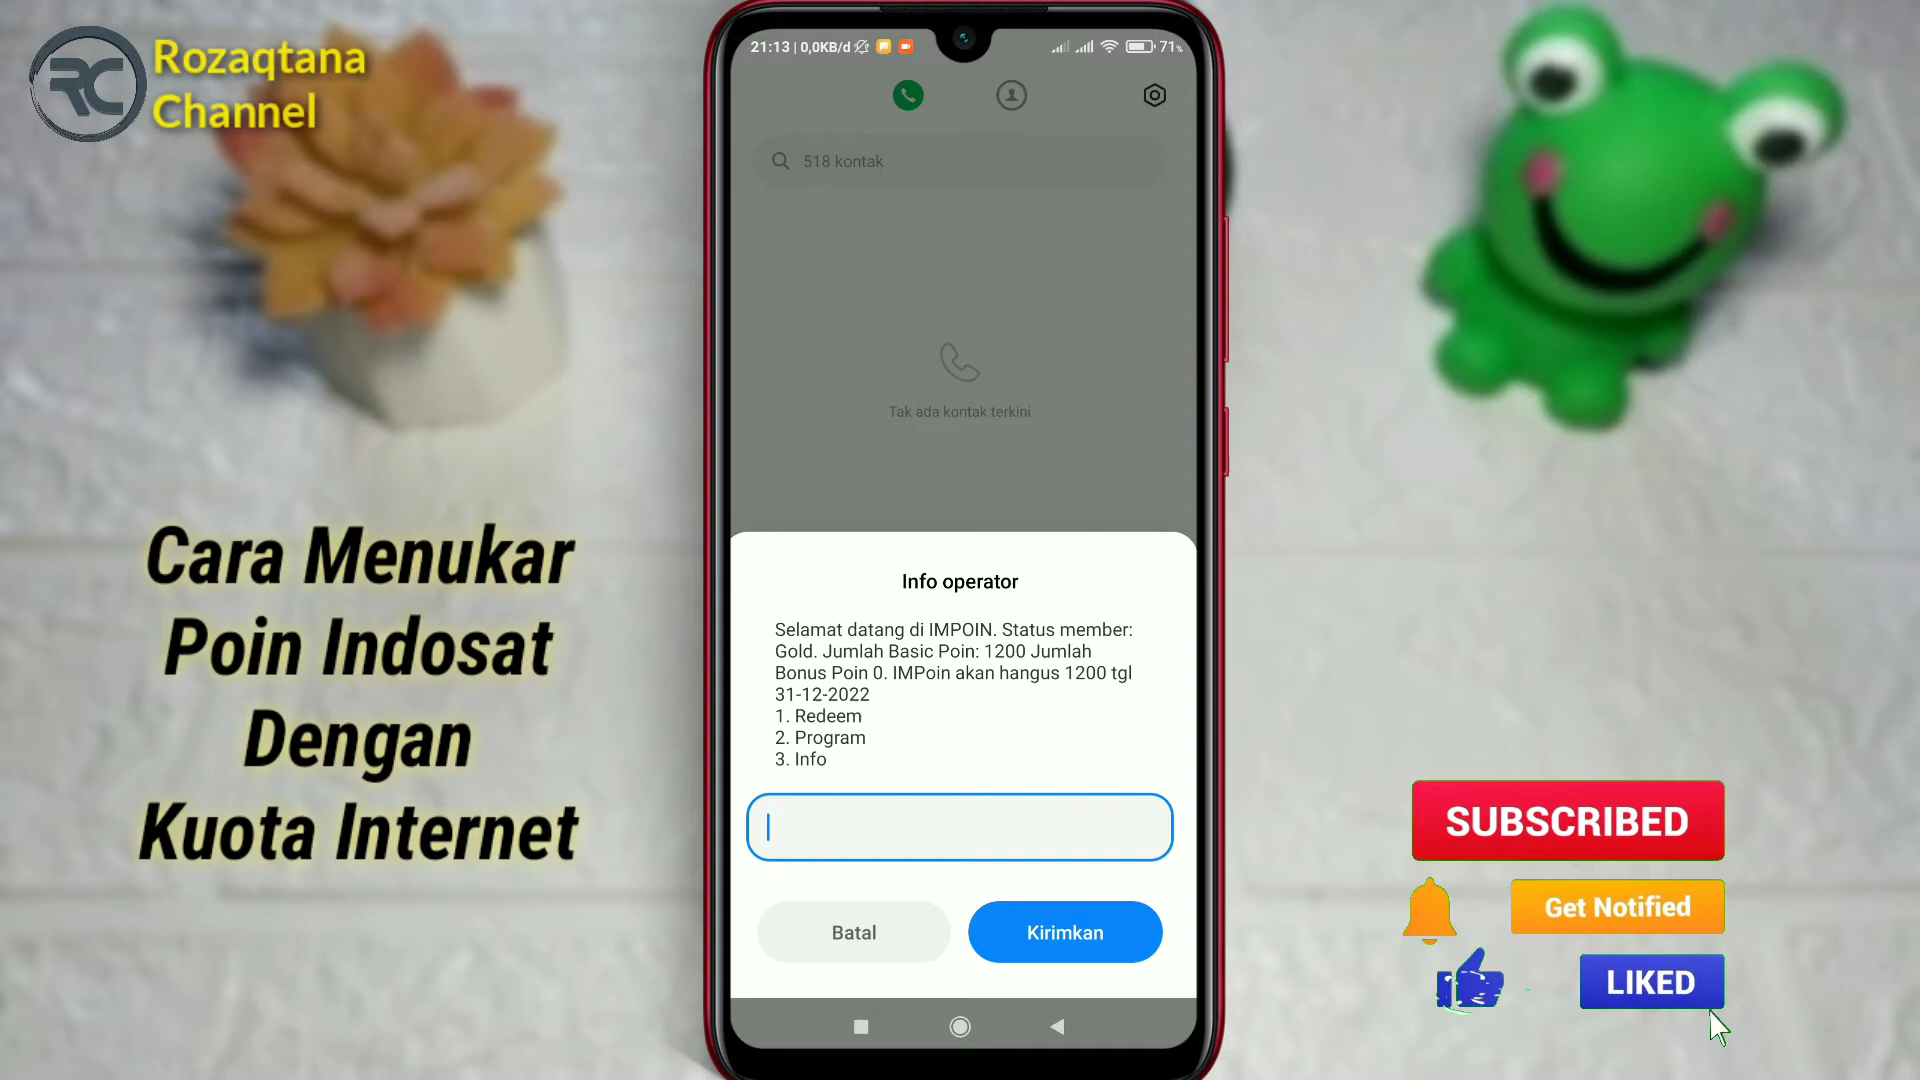 RC
Rozaqtana
Channel
21:13 | 0,0KB/d
71%
518 kontak
Tak ada kontak terkini
Cara Menukar
Poin Indosat
Dengan
Kuota Internet
Info operator
Selamat datang di IMPOIN. Status member:
Gold. Jumlah Basic Poin: 1200 Jumlah
Bonus Poin 0. IMPoin akan hangus 1200 tgl
31-12-2022
1. Redeem
2. Program
3. Info
Batal
Kirimkan
SUBSCRIBED
Get Notified
LIKED